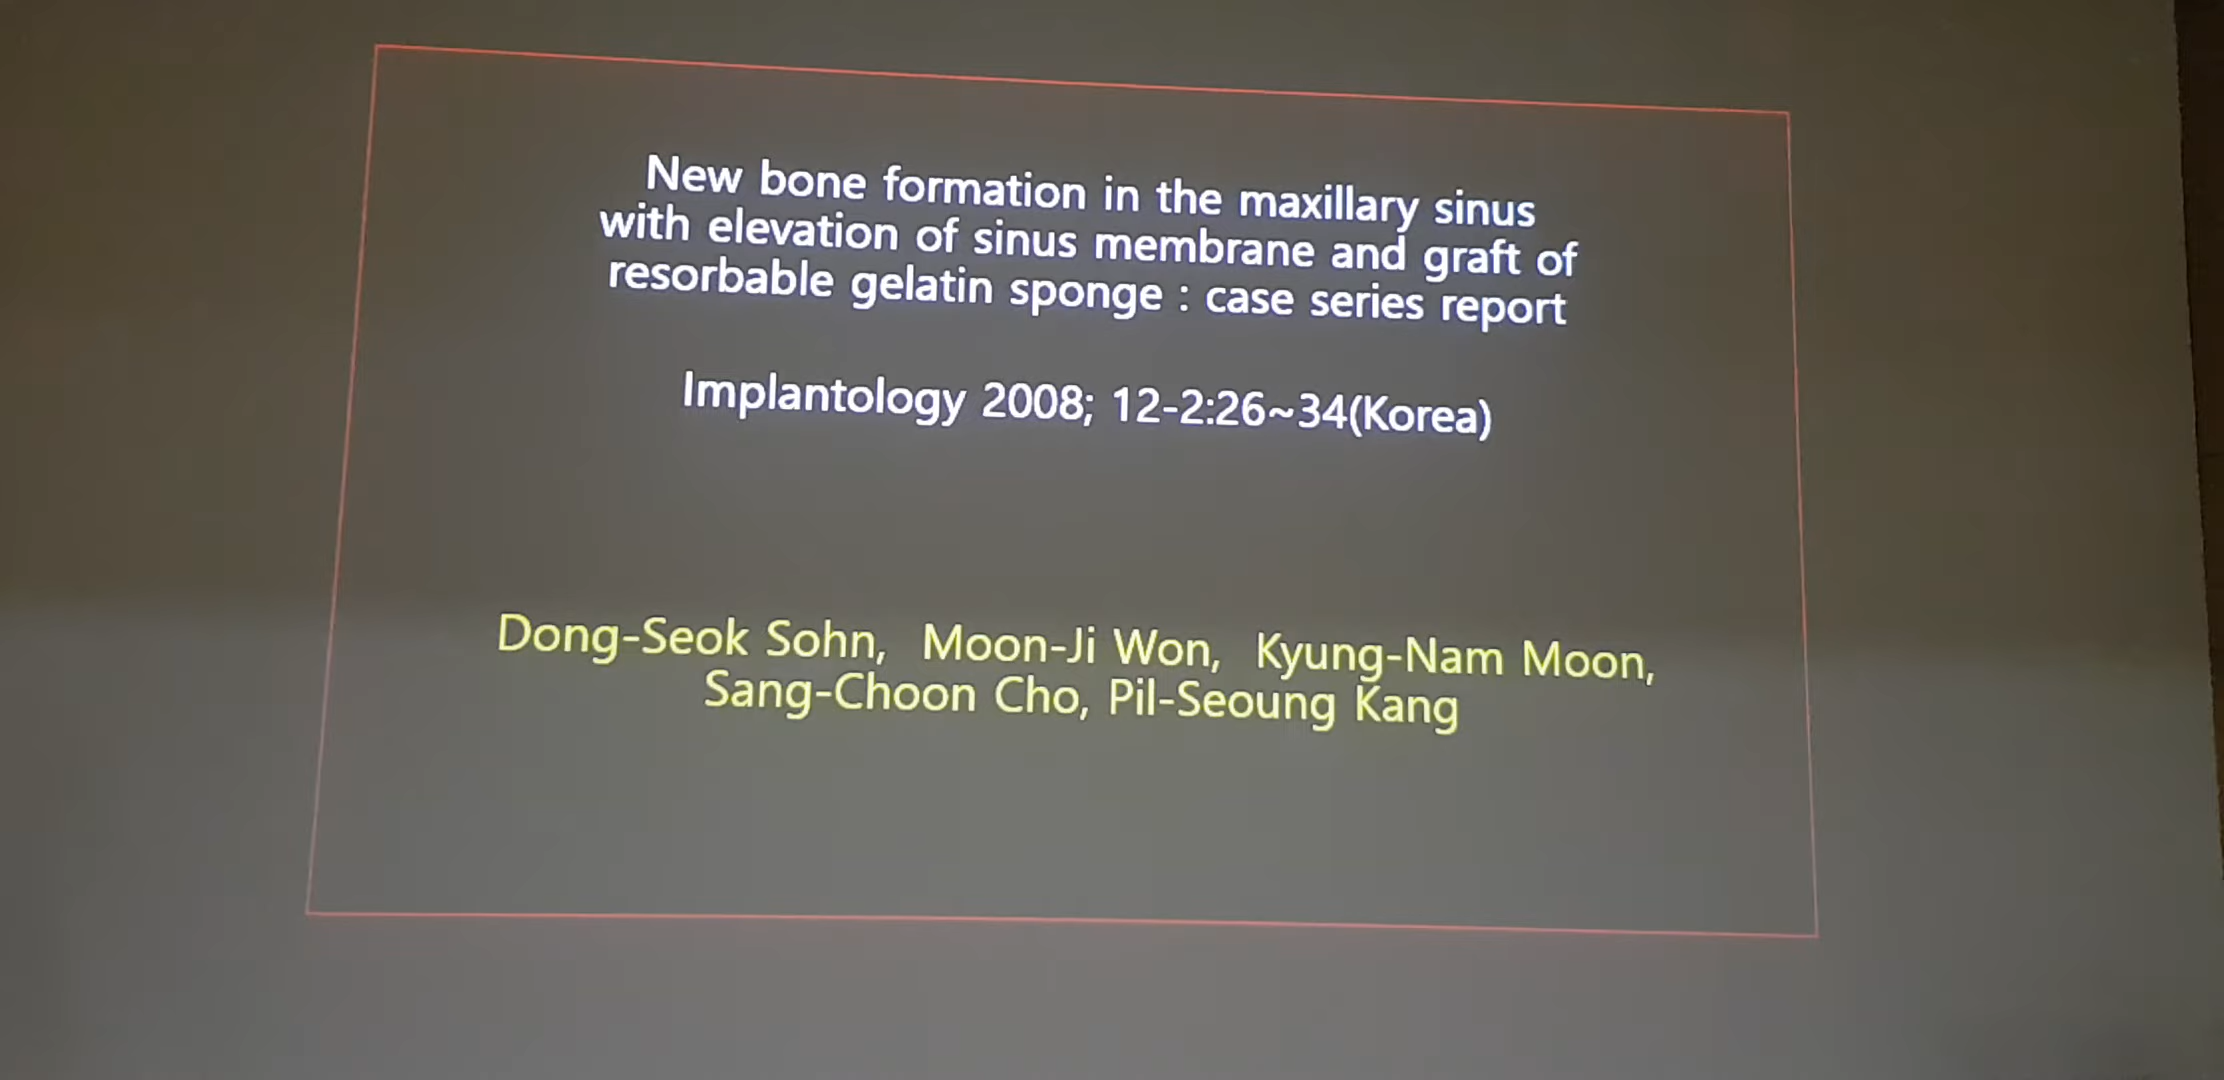 New bone formation in the maxillary sinus
with elevation of sinus membrane and graft of
resorbable gelatin sponge : case series report
Implantology 2008; 12-2:26~34(Korea)
Dong-Seok Sohn, Moon-Ji Won, Kyung-Nam Moon,
Sang-Choon Cho, Pil-Seoung Kang